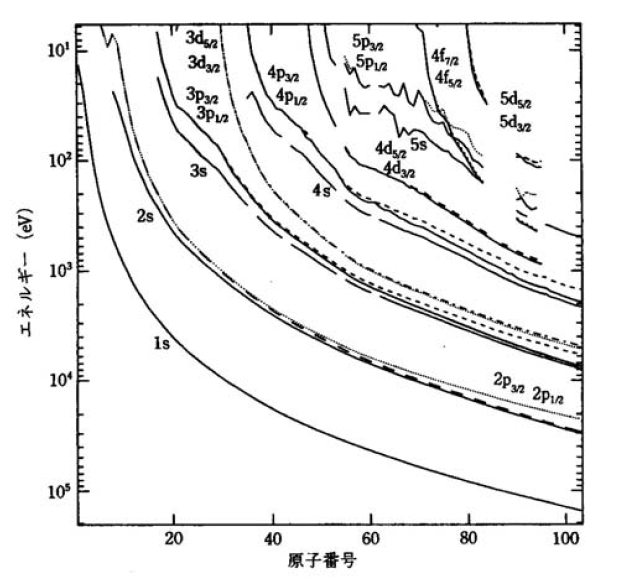 エネルギー (eV)
10¹
10²
10³
10⁴
10⁵
3d₅/₂
3d₃/₂
3p₃/₂
3p₁/₂
3s
2s
1s
4p₃/₂
4p₁/₂
4s
5p₃/₂
5p₁/₂
4d₅/₂
4d₃/₂
5s
4f₇/₂
4f₅/₂
5d₅/₂
5d₃/₂
2p₃/₂ 2p₁/₂
20 40 60 80 100
原子番号